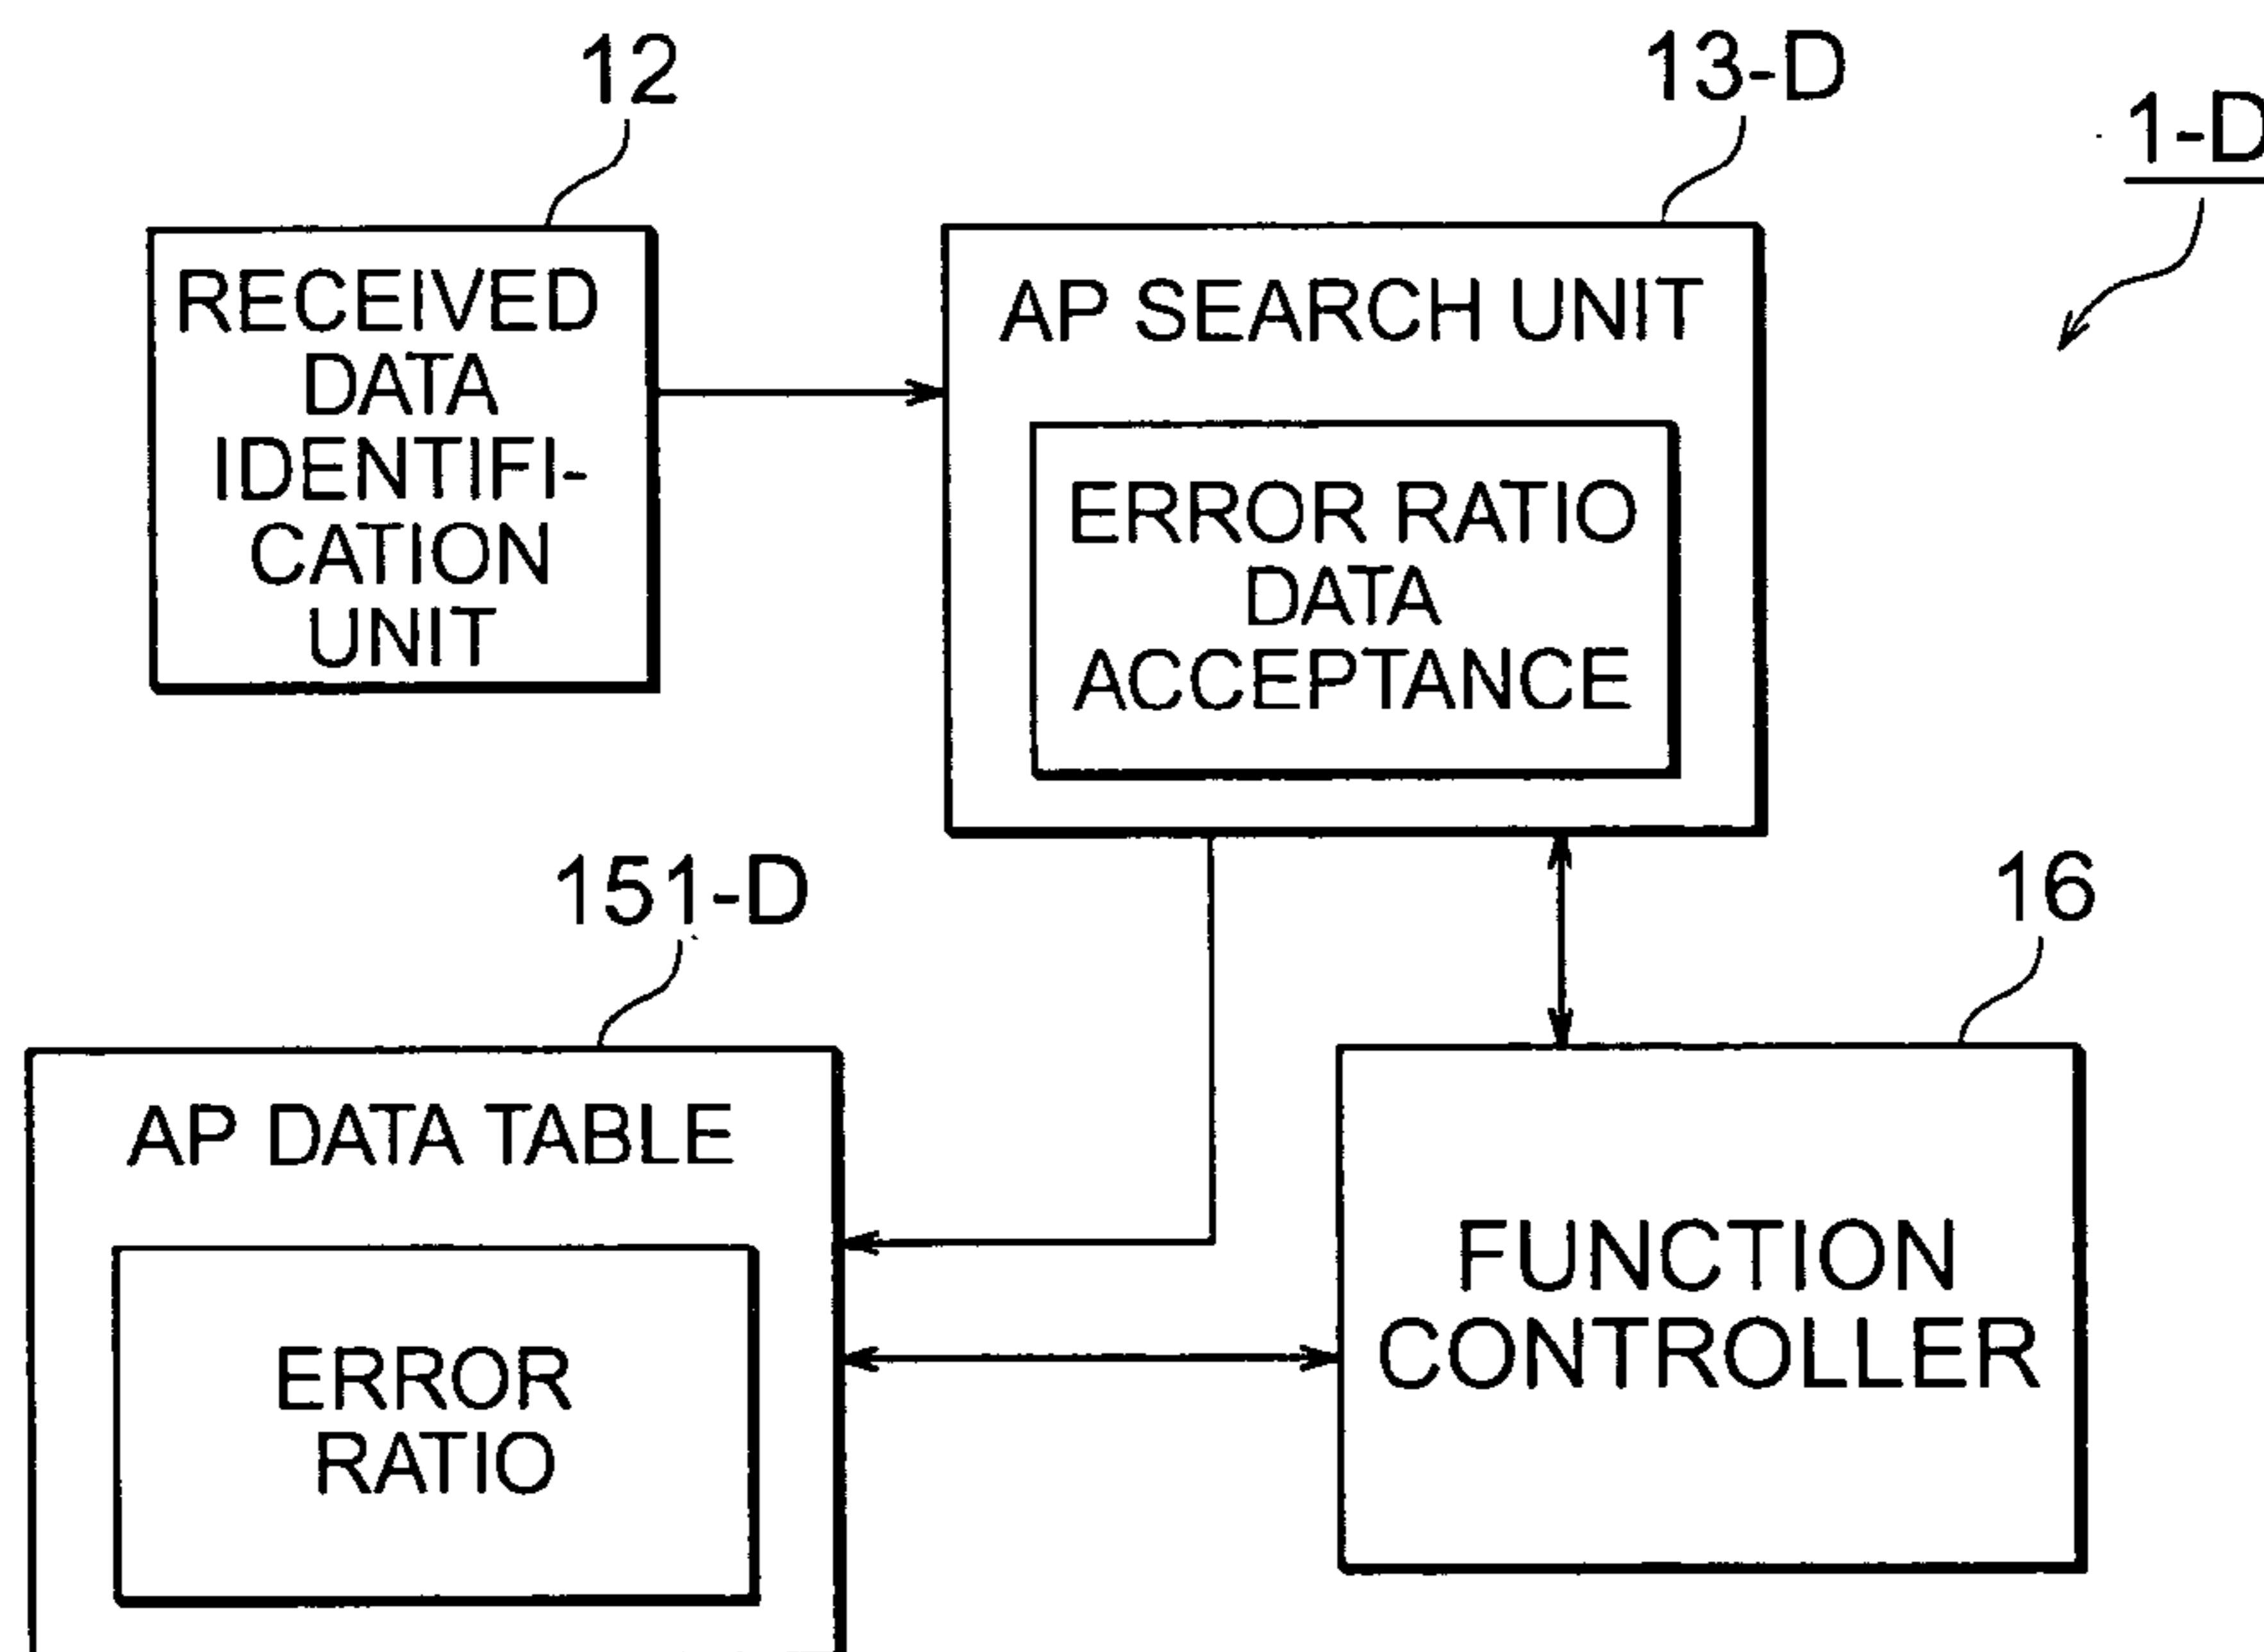 12
13-D
1-D
RECEIVED
DATA
IDENTIFI-
CATION
UNIT
AP SEARCH UNIT
ERROR RATIO
DATA
ACCEPTANCE
151-D
16
AP DATA TABLE
ERROR
RATIO
FUNCTION
CONTROLLER